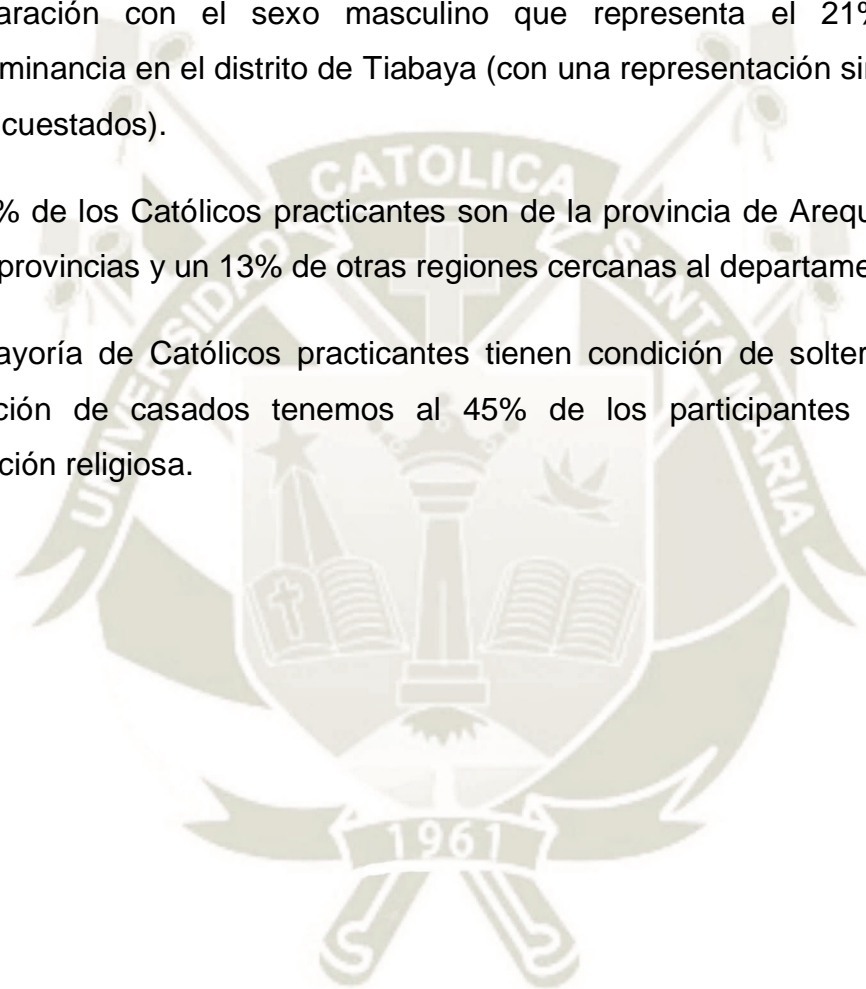 aración con el sexo masculino que representa el 21%
minancia en el distrito de Tiabaya (con una representación si
cuestados).
% de los Católicos practicantes son de la provincia de Arequ
provincias y un 13% de otras regiones cercanas al departame
ayoría de Católicos practicantes tienen condición de solter
ción de casados tenemos al 45% de los participantes
ción religiosa.
UNIVERSIDAD CATOLICA SANTA MARIA
1961